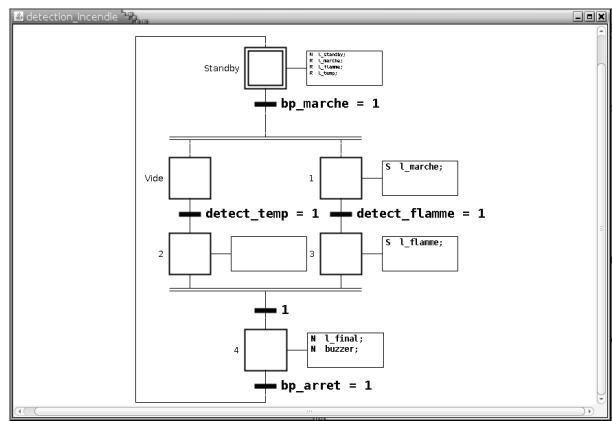 detection_incendie
Standby
N l_standby;
R l_marche;
R l_flamme;
R l_temp;
bp_marche = 1
Vide
1
S l_marche;
detect_temp = 1
detect_flamme = 1
2
3
S l_flamme;
1
4
N l_final;
N buzzer;
bp_arret = 1